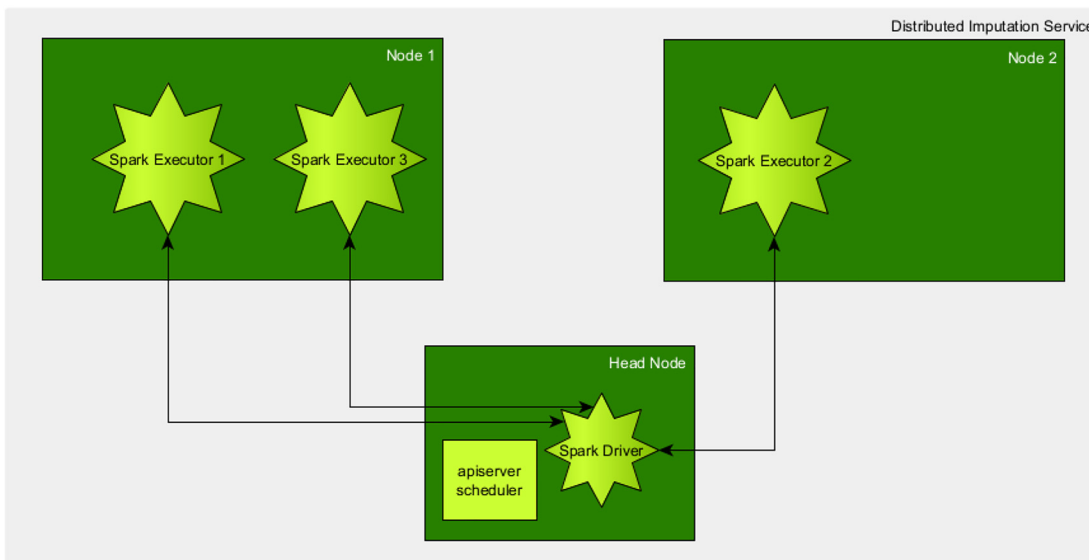 Distributed Imputation Service
Node 1
Node 2
Spark Executor 1
Spark Executor 3
Spark Executor 2
Head Node
Spark Driver
apiserver
scheduler